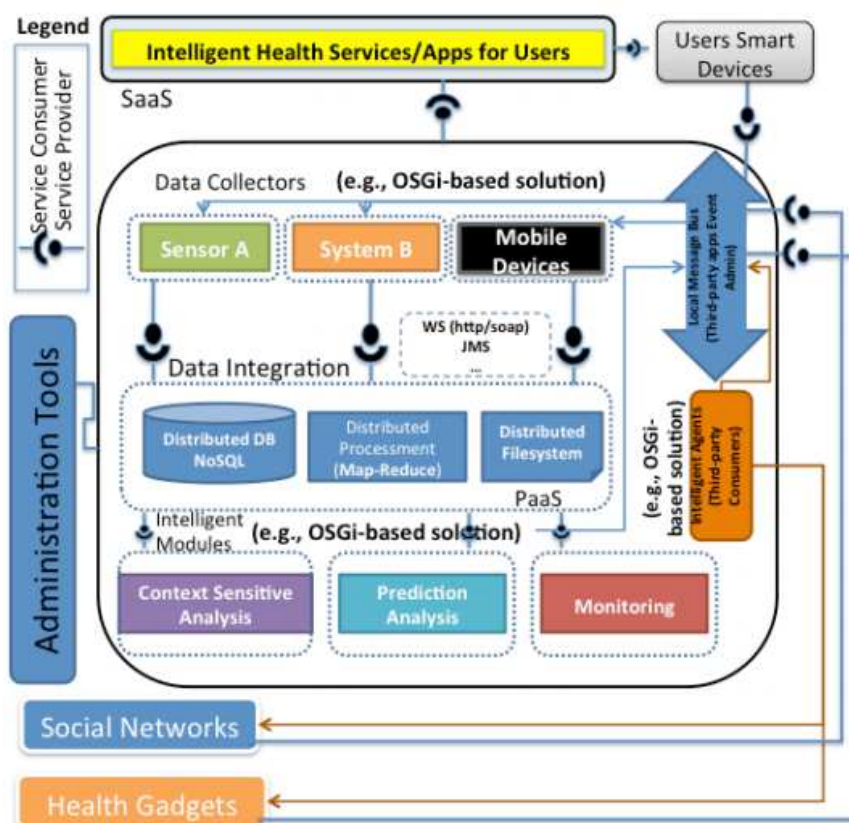 Legend
Service Consumer
Service Provider
Intelligent Health Services/Apps for Users
Users Smart
Devices
SaaS
Data Collectors
(e.g., OSGi-based solution)
Sensor A
System B
Mobile
Devices
Local Message Bus
(Third-party apps Event
Admin)
WS (http/soap)
JMS
...
Data Integration
Distributed DB
NoSQL
Distributed
Processment
(Map-Reduce)
Distributed
Filesystem
PaaS
(e.g., OSGi-
based solution)
Intelligent Agents
(Third-party
Consumers)
Administration Tools
Intelligent
Modules
(e.g., OSGi-based solution)
Context Sensitive
Analysis
Prediction
Analysis
Monitoring
Social Networks
Health Gadgets